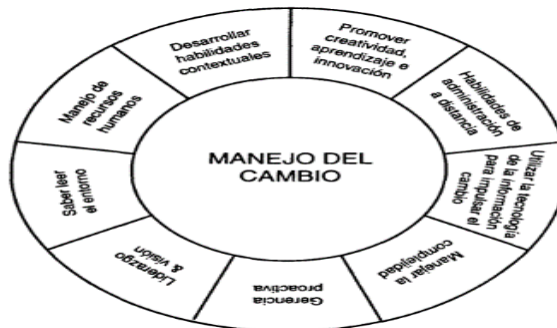 MANEJO DEL
CAMBIO
Promover
creatividad,
aprendizaje e
innovación
Habilidades de
administración
a distancia
Utilizar la tecnología
de la información
para impulsar el
cambio
Manejar la
complejidad
Gerencia
proactiva
Liderazgo
& visión
Saber leer
el entorno
Manejo de
recursos
humanos
Desarrollar
habilidades
contextuales